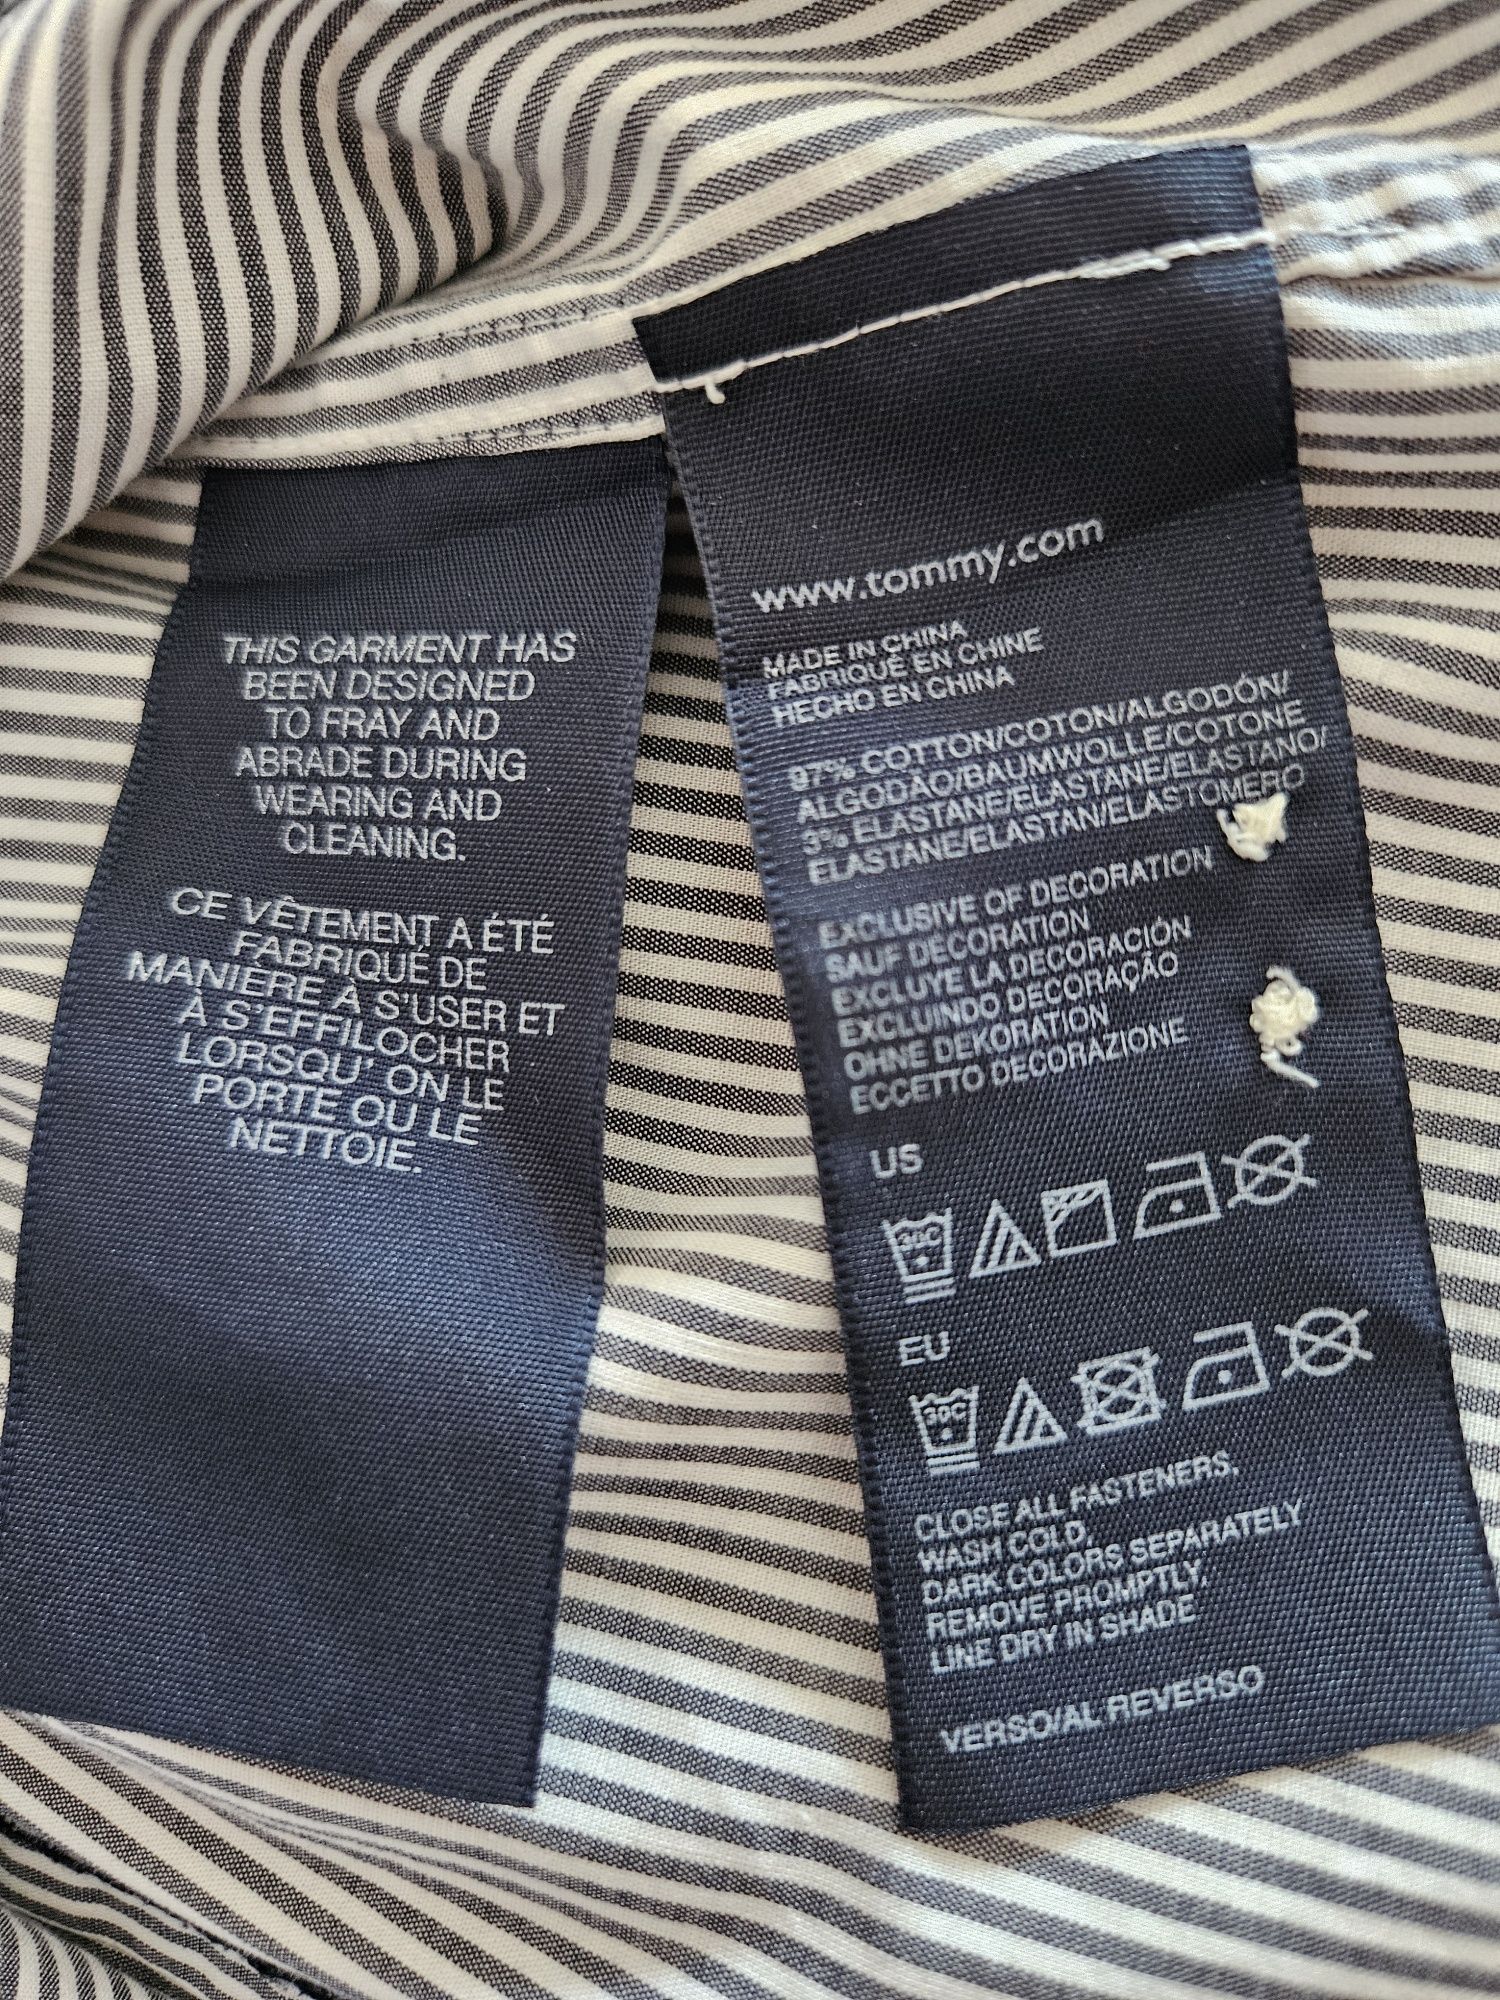 THIS GARMENT HAS
BEEN DESIGNED
TO FRAY AND
ABRADE DURING
WEARING AND
CLEANING.
CE VÊTEMENT A ÉTÉ
FABRIQUÉ DE
MANIÈRE À S'USER ET
À S'EFFILOCHER
LORSQU' ON LE
PORTE OU LE
NETTOIE.
www.tommy.com
MADE IN CHINA
FABRIQUÉ EN CHINE
HECHO EN CHINA
97% COTTON/COTON/ALGODÓN/
ALGODÃO/BAUMWOLLE/COTONE
3% ELASTANE/ELASTANE/ELASTANO/
ELASTANE/ELASTAN/ELASTOMERO
EXCLUSIVE OF DECORATION
SAUF DÉCORATION
EXCLUYE LA DECORACIÓN
EXCLUINDO DECORAÇÃO
OHNE DEKORATION
ECCETTO DECORAZIONE
US
30C
EU
30C
CLOSE ALL FASTENERS.
WASH COLD.
DARK COLORS SEPARATELY
REMOVE PROMPTLY.
LINE DRY IN SHADE
VERSO/AL REVERSO